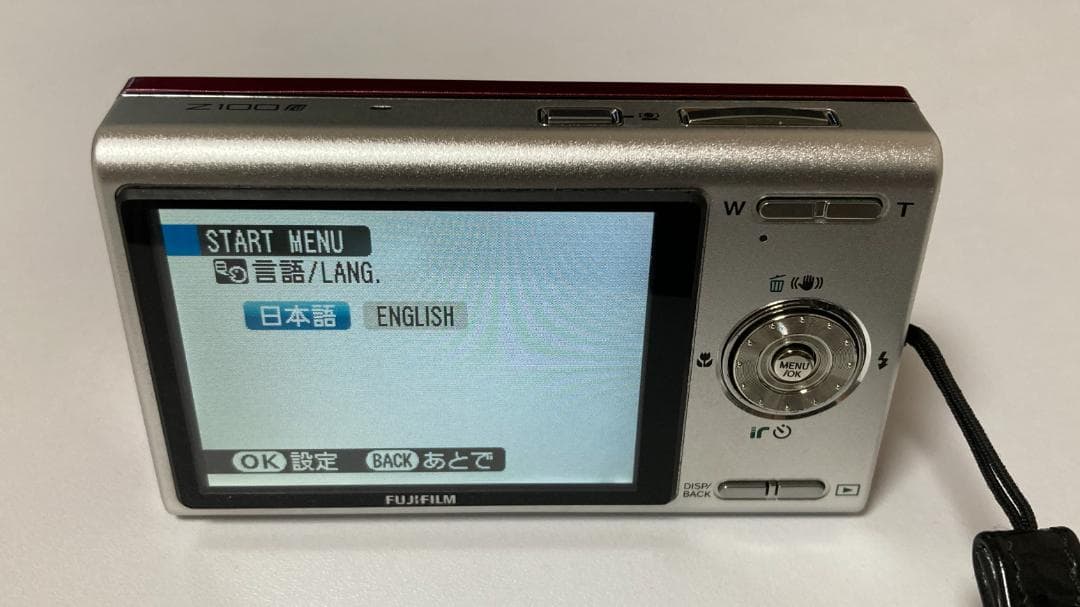 Z100fd
W T
START MENU
言語/LANG.
日本語 ENGLISH
MENU
/OK
ir
OK 設定 BACK あとで
DISP/
BACK
FUJIFILM